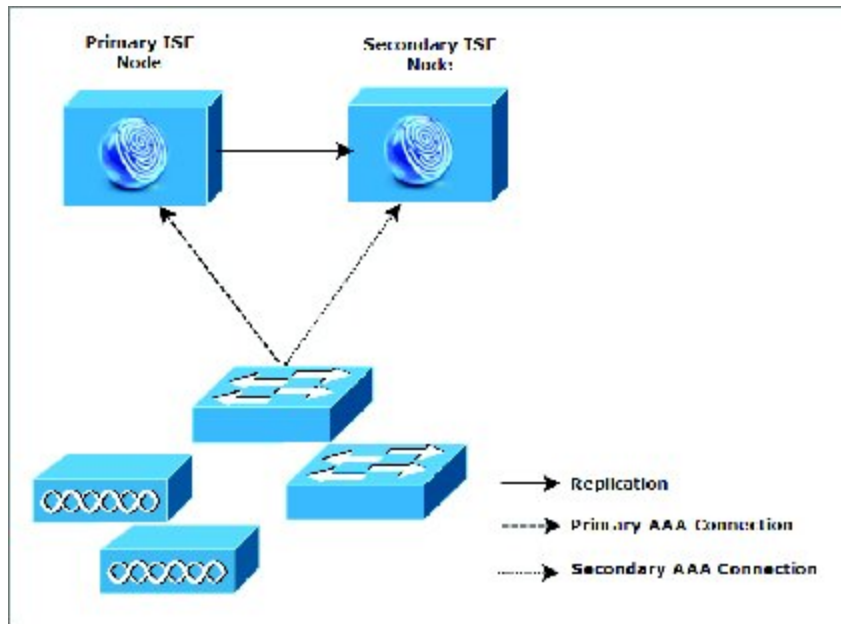 Primary ISE
Node
Secondary ISE
Node
Replication
Primary AAA Connection
Secondary AAA Connection